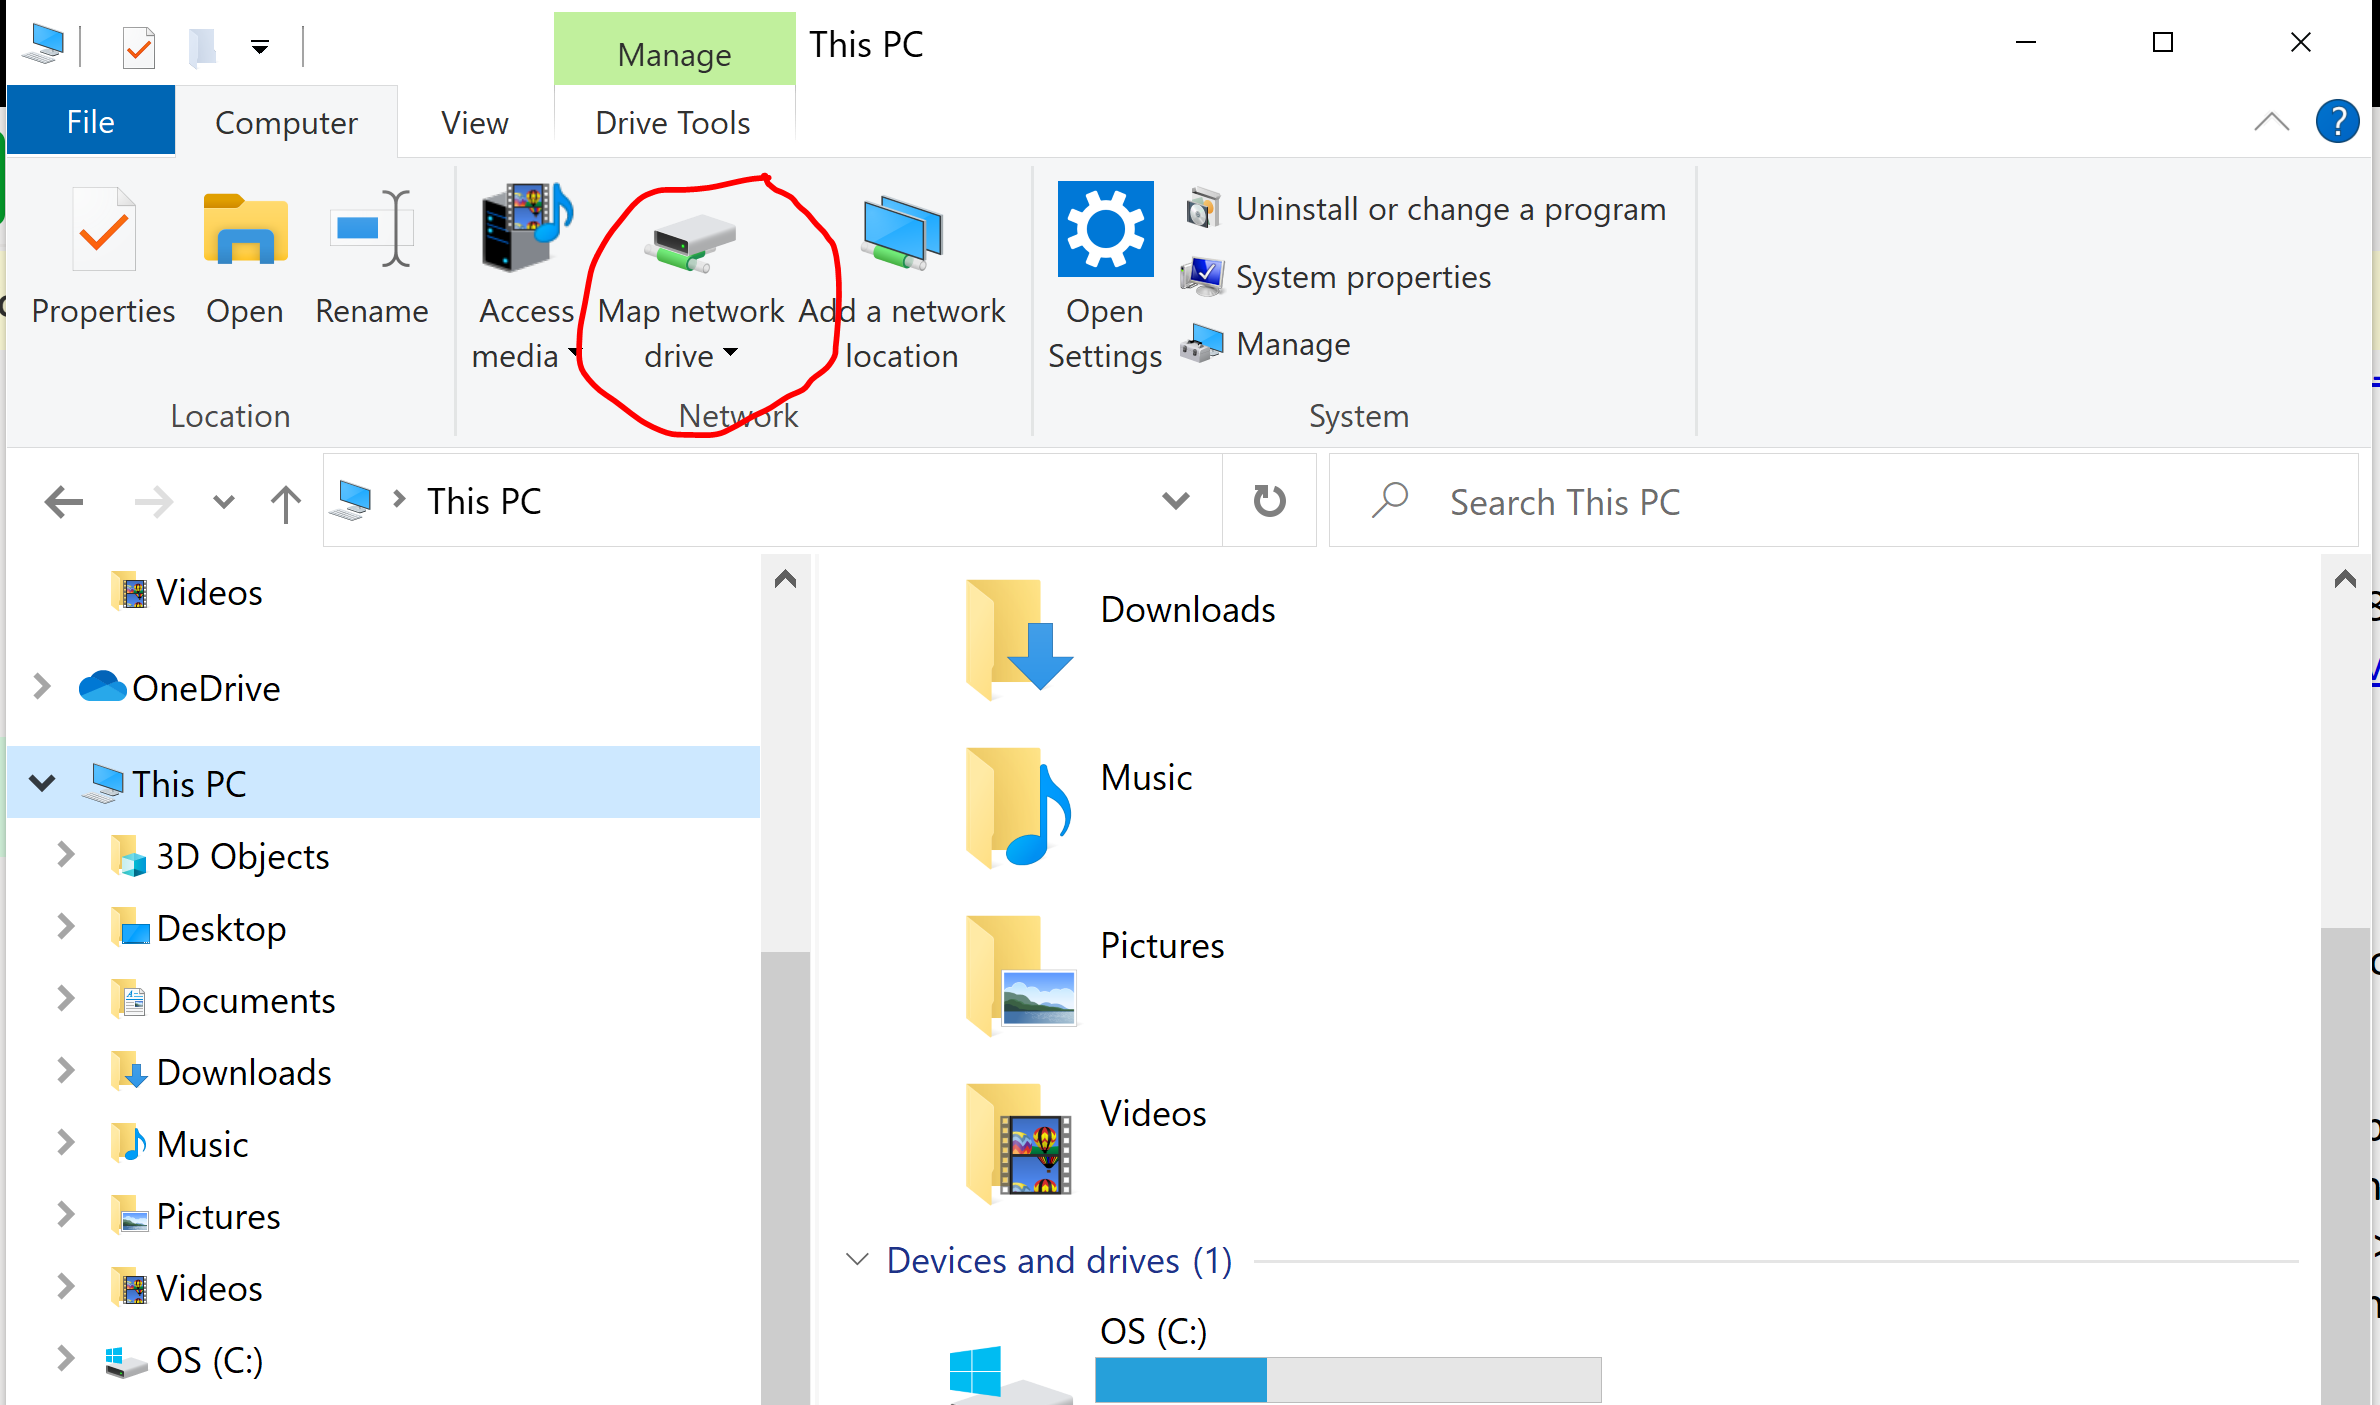 Manage
This PC
File
Computer
View
Drive Tools
Properties
Open
Rename
Access
media
Map network
drive
Add a network
location
Open
Settings
Uninstall or change a program
System properties
Manage
Location
Network
System
This PC
Search This PC
Videos
OneDrive
This PC
3D Objects
Desktop
Documents
Downloads
Music
Pictures
Videos
OS (C:)
Downloads
Music
Pictures
Videos
Devices and drives (1)
OS (C:)